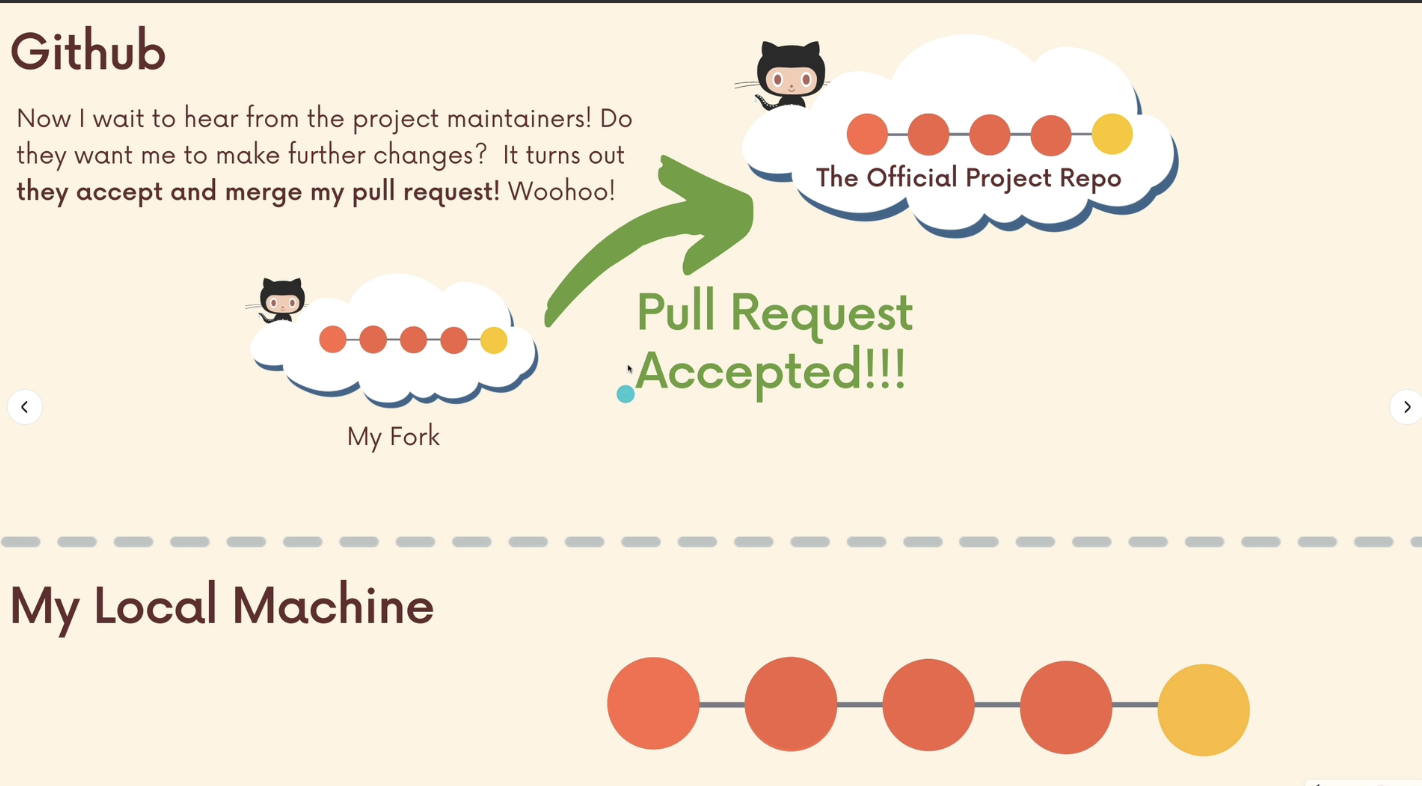 Github
Now I wait to hear from the project maintainers! Do
they want me to make further changes?  It turns out
they accept and merge my pull request! Woohoo!
The Official Project Repo
Pull Request
Accepted!!!
My Fork
My Local Machine